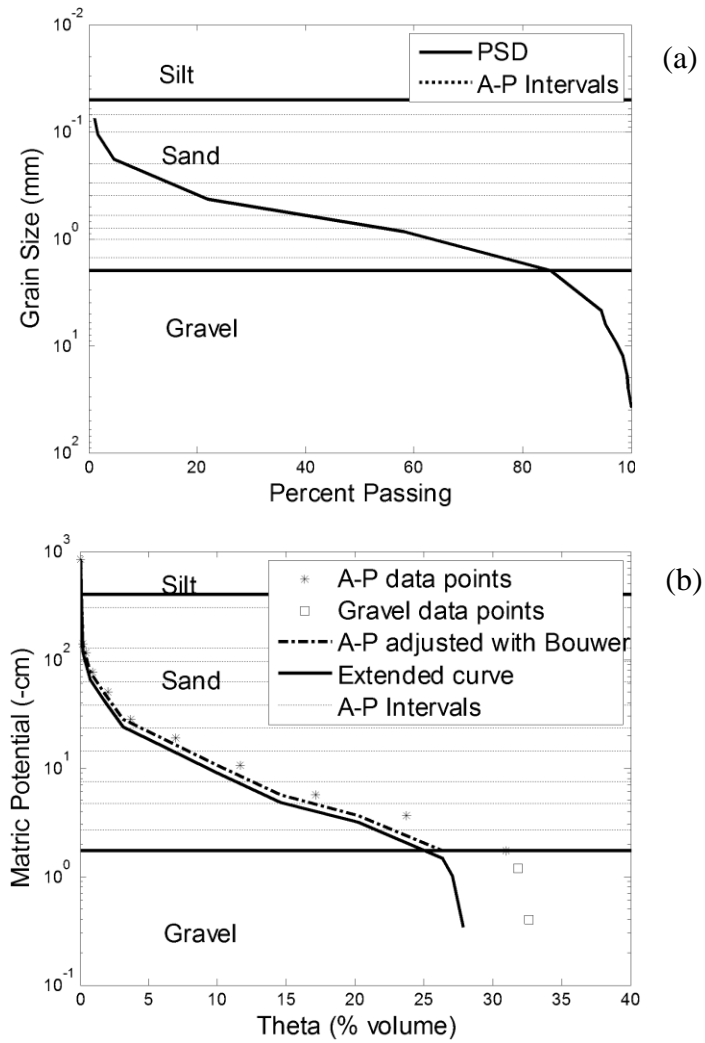 (a)
10^-2
10^-1
10^0
10^1
10^2
Grain Size (mm)
Silt
Sand
Gravel
PSD
A-P Intervals
0 20 40 60 80 100
Percent Passing
(b)
10^3
10^2
10^1
10^0
10^-1
Matric Potential (-cm)
Silt
Sand
Gravel
A-P data points
Gravel data points
A-P adjusted with Bouwer
Extended curve
A-P Intervals
0 5 10 15 20 25 30 35 40
Theta (% volume)